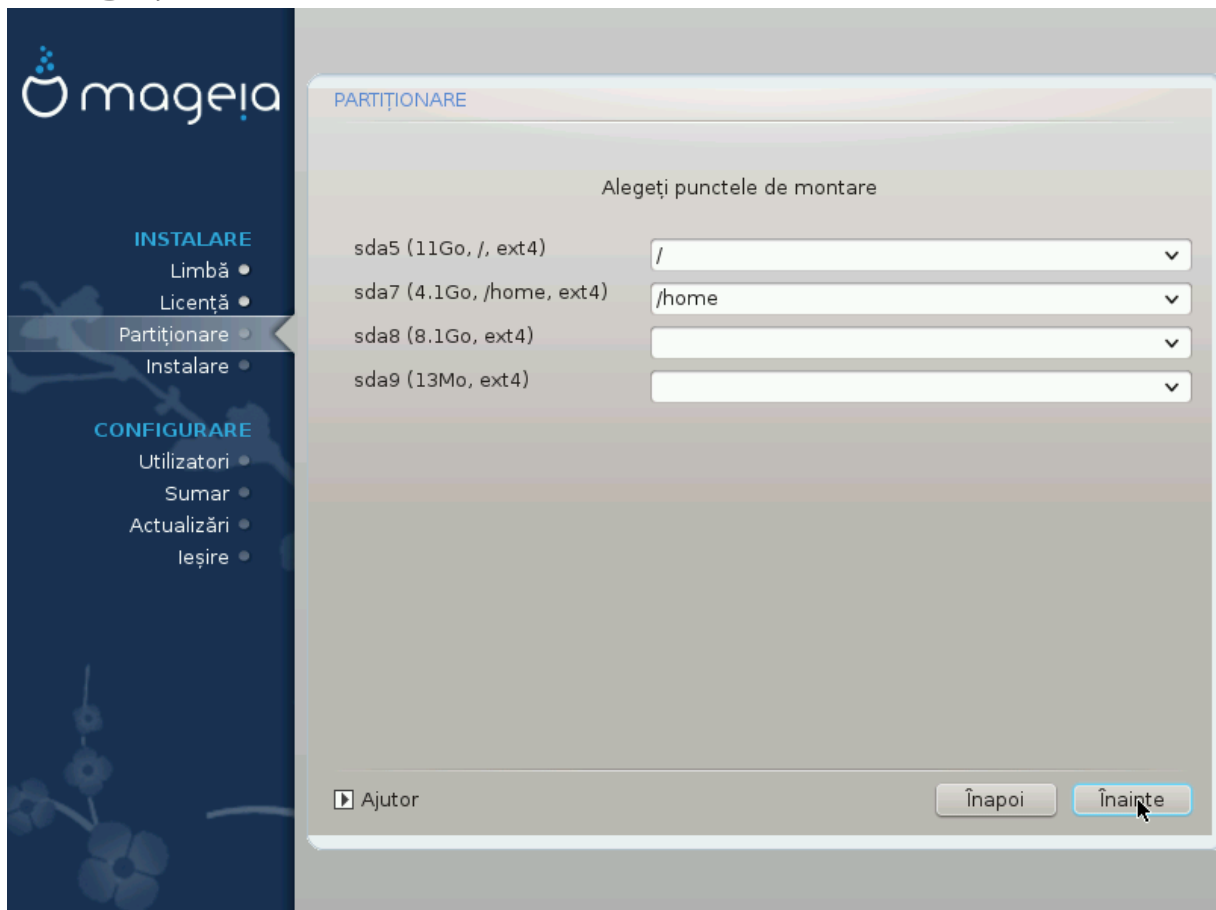 mageia
PARTIȚIONARE
Alegeți punctele de montare
INSTALARE
Limbă
Licență
Partiționare
Instalare
CONFIGURARE
Utilizatori
Sumar
Actualizări
Ieșire
sda5 (11Go, /, ext4) /
sda7 (4.1Go, /home, ext4) /home
sda8 (8.1Go, ext4)
sda9 (13Mo, ext4)
Ajutor
Înapoi
Înainte